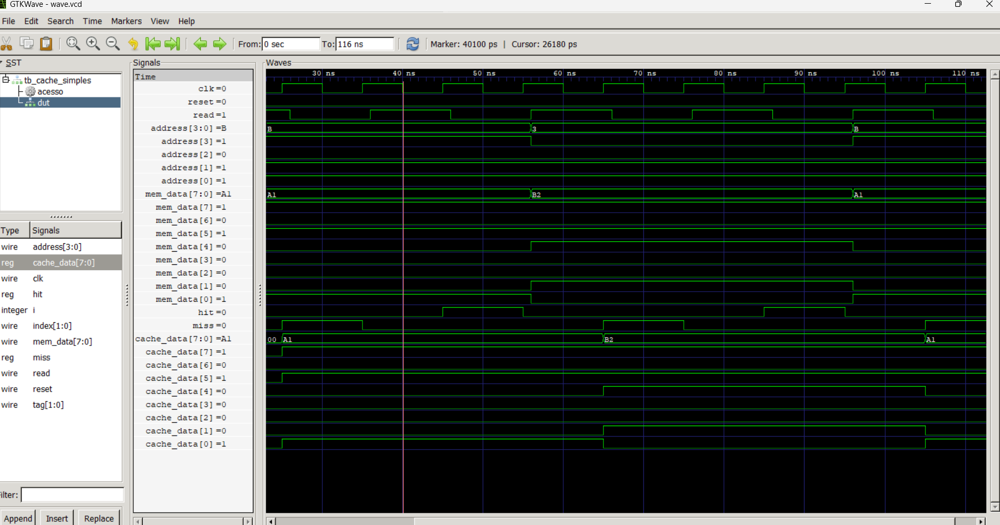 GTKWave - wave.vcd
File Edit Search Time Markers View Help
From: 0 sec To: 116 ns Marker: 40100 ps | Cursor: 26180 ps
SST
tb_cache_simples
acesso
dut
Type Signals
wire address[3:0]
reg cache_data[7:0]
wire clk
reg hit
integer i
wire index[1:0]
wire mem_data[7:0]
reg miss
wire read
wire reset
wire tag[1:0]
ilter:
Append Insert Replace
Signals
Time
clk=0
reset=0
read=1
address[3:0]=B
address[3]=1
address[2]=0
address[1]=1
address[0]=1
mem_data[7:0]=A1
mem_data[7]=1
mem_data[6]=0
mem_data[5]=1
mem_data[4]=0
mem_data[3]=0
mem_data[2]=0
mem_data[1]=0
mem_data[0]=1
hit=0
miss=0
cache_data[7:0]=A1
cache_data[7]=1
cache_data[6]=0
cache_data[5]=1
cache_data[4]=0
cache_data[3]=0
cache_data[2]=0
cache_data[1]=0
cache_data[0]=1
Waves
30 ns 40 ns 50 ns 60 ns 70 ns 80 ns 90 ns 100 ns 110 ns
B 3 B
A1 B2 A1
00 A1 B2 A1